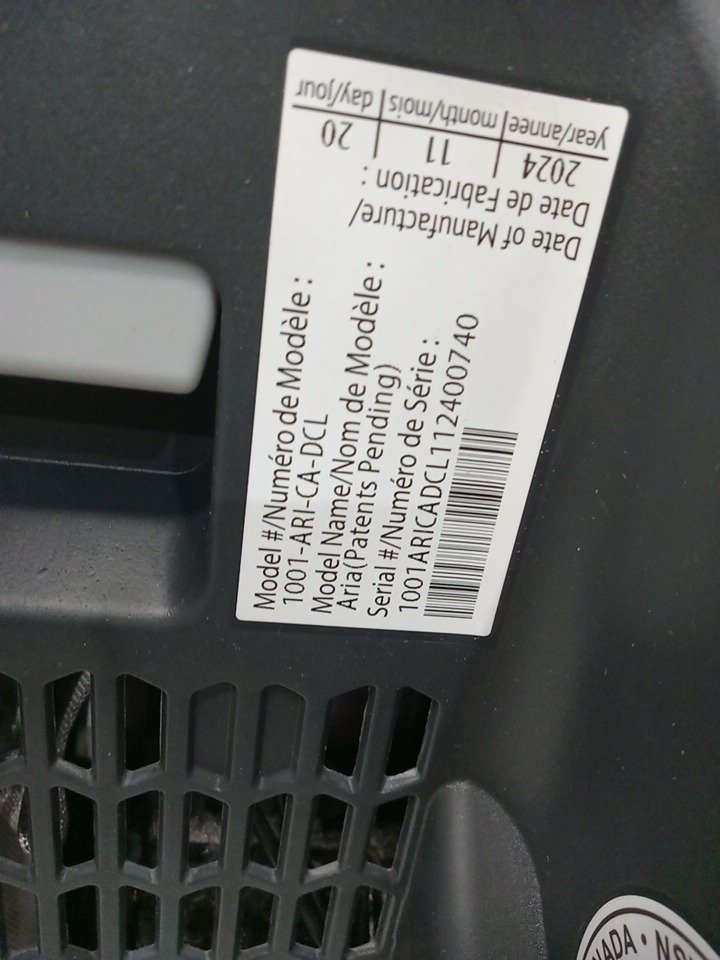 Model #/Numéro de Modèle :
1001-ARI-CA-DCL
Model Name/Nom de Modèle :
Aria(Patents Pending)
Serial #/Numéro de Série :
1001ARICADCL112400740
Date of Manufacture/
Date de Fabrication :
2024 | 11 | 20
year/annee | month/mois | day/jour